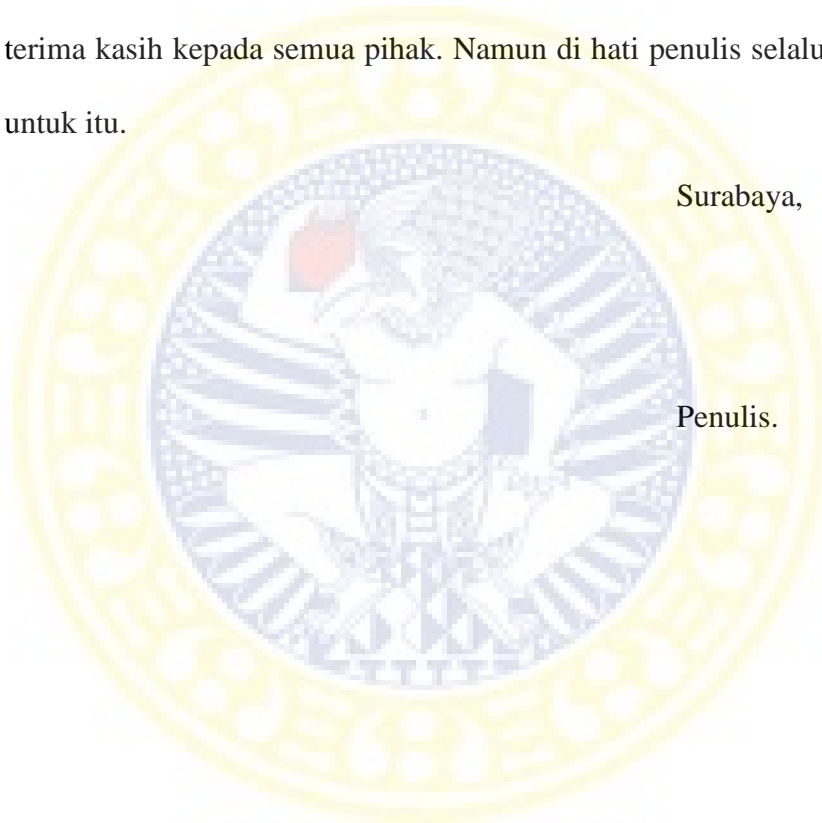 terima kasih kepada semua pihak. Namun di hati penulis selalu
untuk itu.
Surabaya,
Penulis.